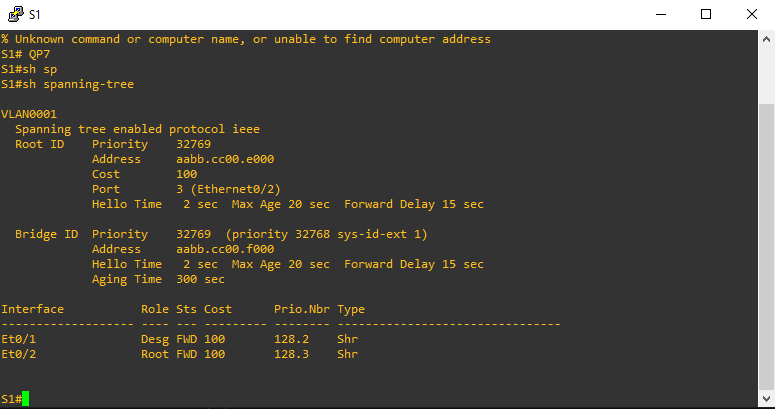 S1
% Unknown command or computer name, or unable to find computer address
S1# QP7
S1#sh sp
S1#sh spanning-tree
VLAN0001
  Spanning tree enabled protocol ieee
  Root ID    Priority    32769
             Address     aabb.cc00.e000
             Cost        100
             Port        3 (Ethernet0/2)
             Hello Time   2 sec  Max Age 20 sec  Forward Delay 15 sec
  Bridge ID  Priority    32769  (priority 32768 sys-id-ext 1)
             Address     aabb.cc00.f000
             Hello Time   2 sec  Max Age 20 sec  Forward Delay 15 sec
             Aging Time  300 sec
Interface           Role Sts Cost      Prio.Nbr Type
------------------- ---- --- --------- -------- --------------------------------
Et0/1               Desg FWD 100       128.2    Shr
Et0/2               Root FWD 100       128.3    Shr
S1#